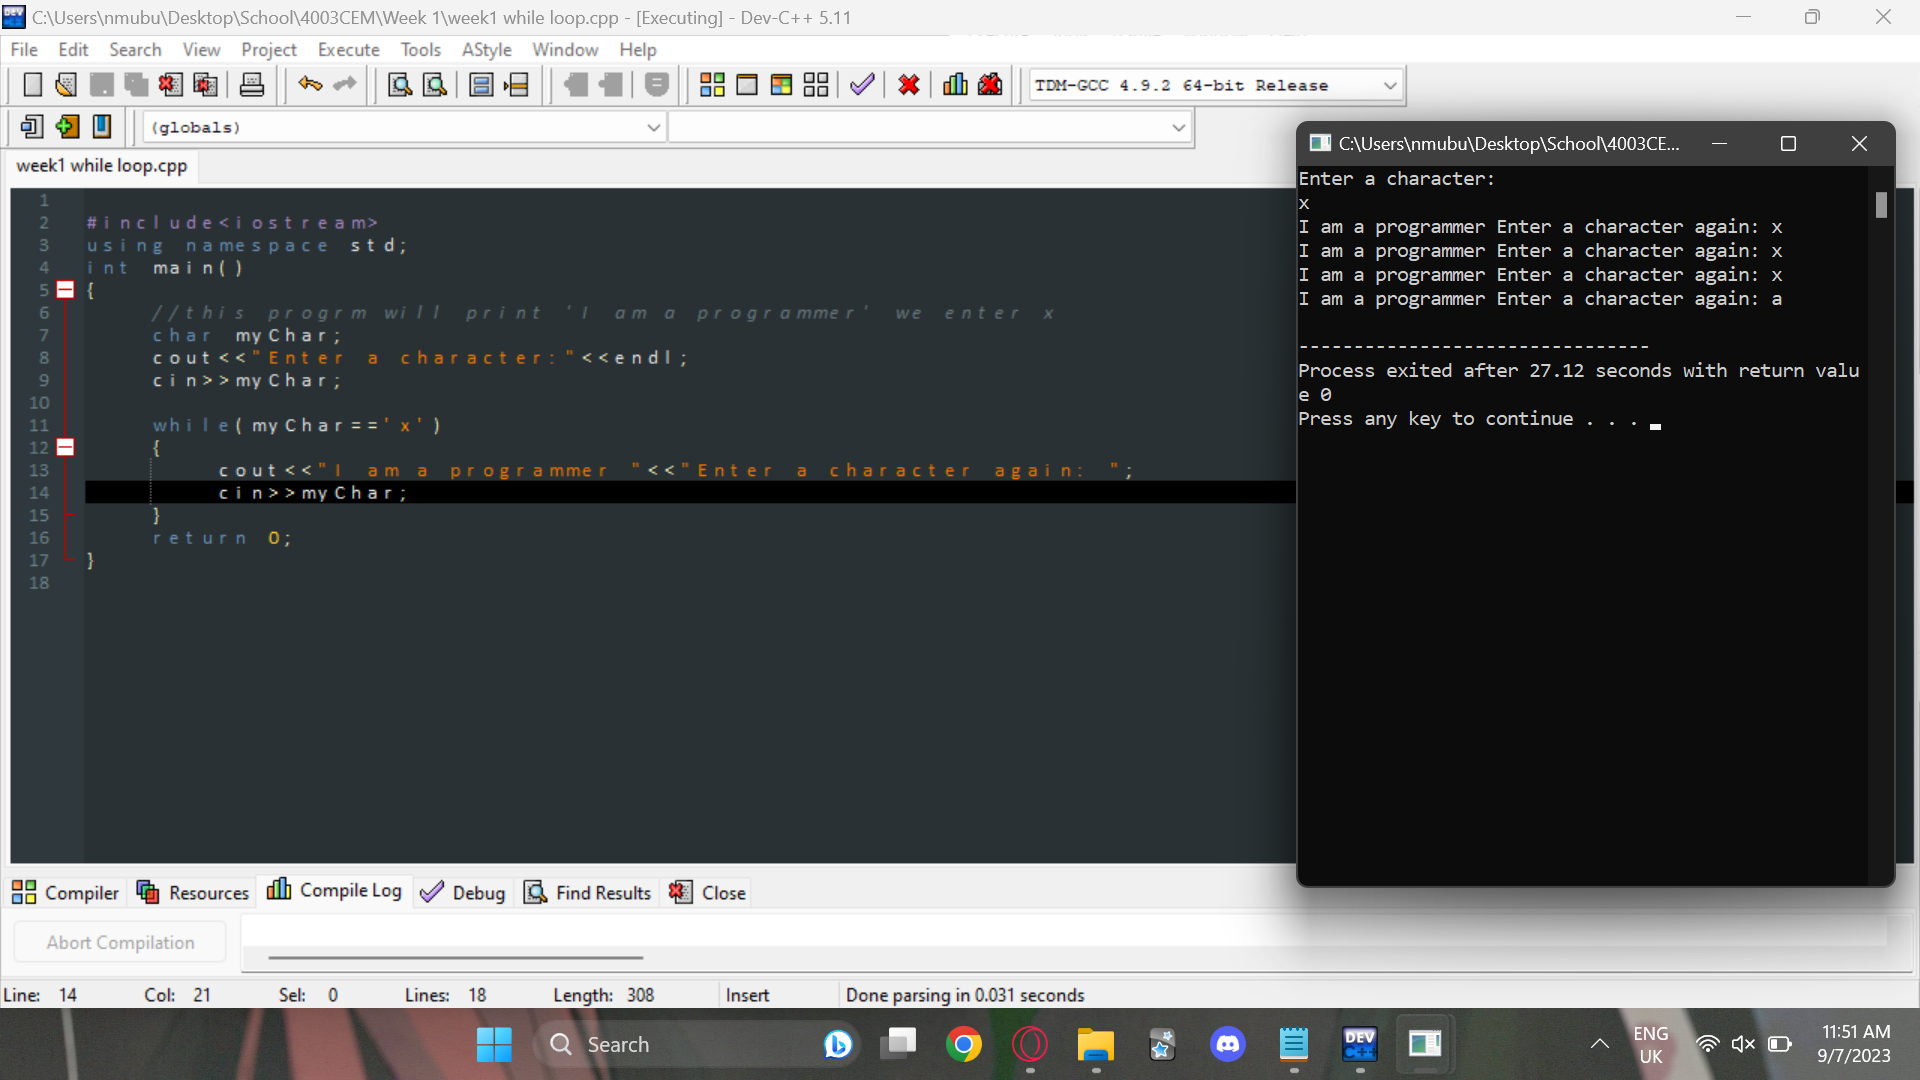 C:\Users\nmubu\Desktop\School\4003CEM\Week 1\week1 while loop.cpp - [Executing] - Dev-C++ 5.11
File Edit Search View Project Execute Tools AStyle Window Help
TDM-GCC 4.9.2 64-bit Release
(globals)
week1 while loop.cpp
1
2 #include<iostream>
3 using namespace std;
4 int main()
5 {
6 //this progrm will print 'I am a programmer' we enter x
7 char myChar;
8 cout<<"Enter a character:"<<endl;
9 cin>>myChar;
10
11 while(myChar=='x')
12 {
13 cout<<"I am a programmer "<<"Enter a character again: ";
14 cin>>myChar;
15 }
16 return 0;
17 }
18
C:\Users\nmubu\Desktop\School\4003CE...
Enter a character:
x
I am a programmer Enter a character again: x
I am a programmer Enter a character again: x
I am a programmer Enter a character again: x
I am a programmer Enter a character again: a
--------------------------------
Process exited after 27.12 seconds with return valu
e 0
Press any key to continue . . .
Compiler Resources Compile Log Debug Find Results Close
Abort Compilation
Line: 14 Col: 21 Sel: 0 Lines: 18 Length: 308 Insert Done parsing in 0.031 seconds
Search
DEV
C++
ENG
UK
11:51 AM
9/7/2023